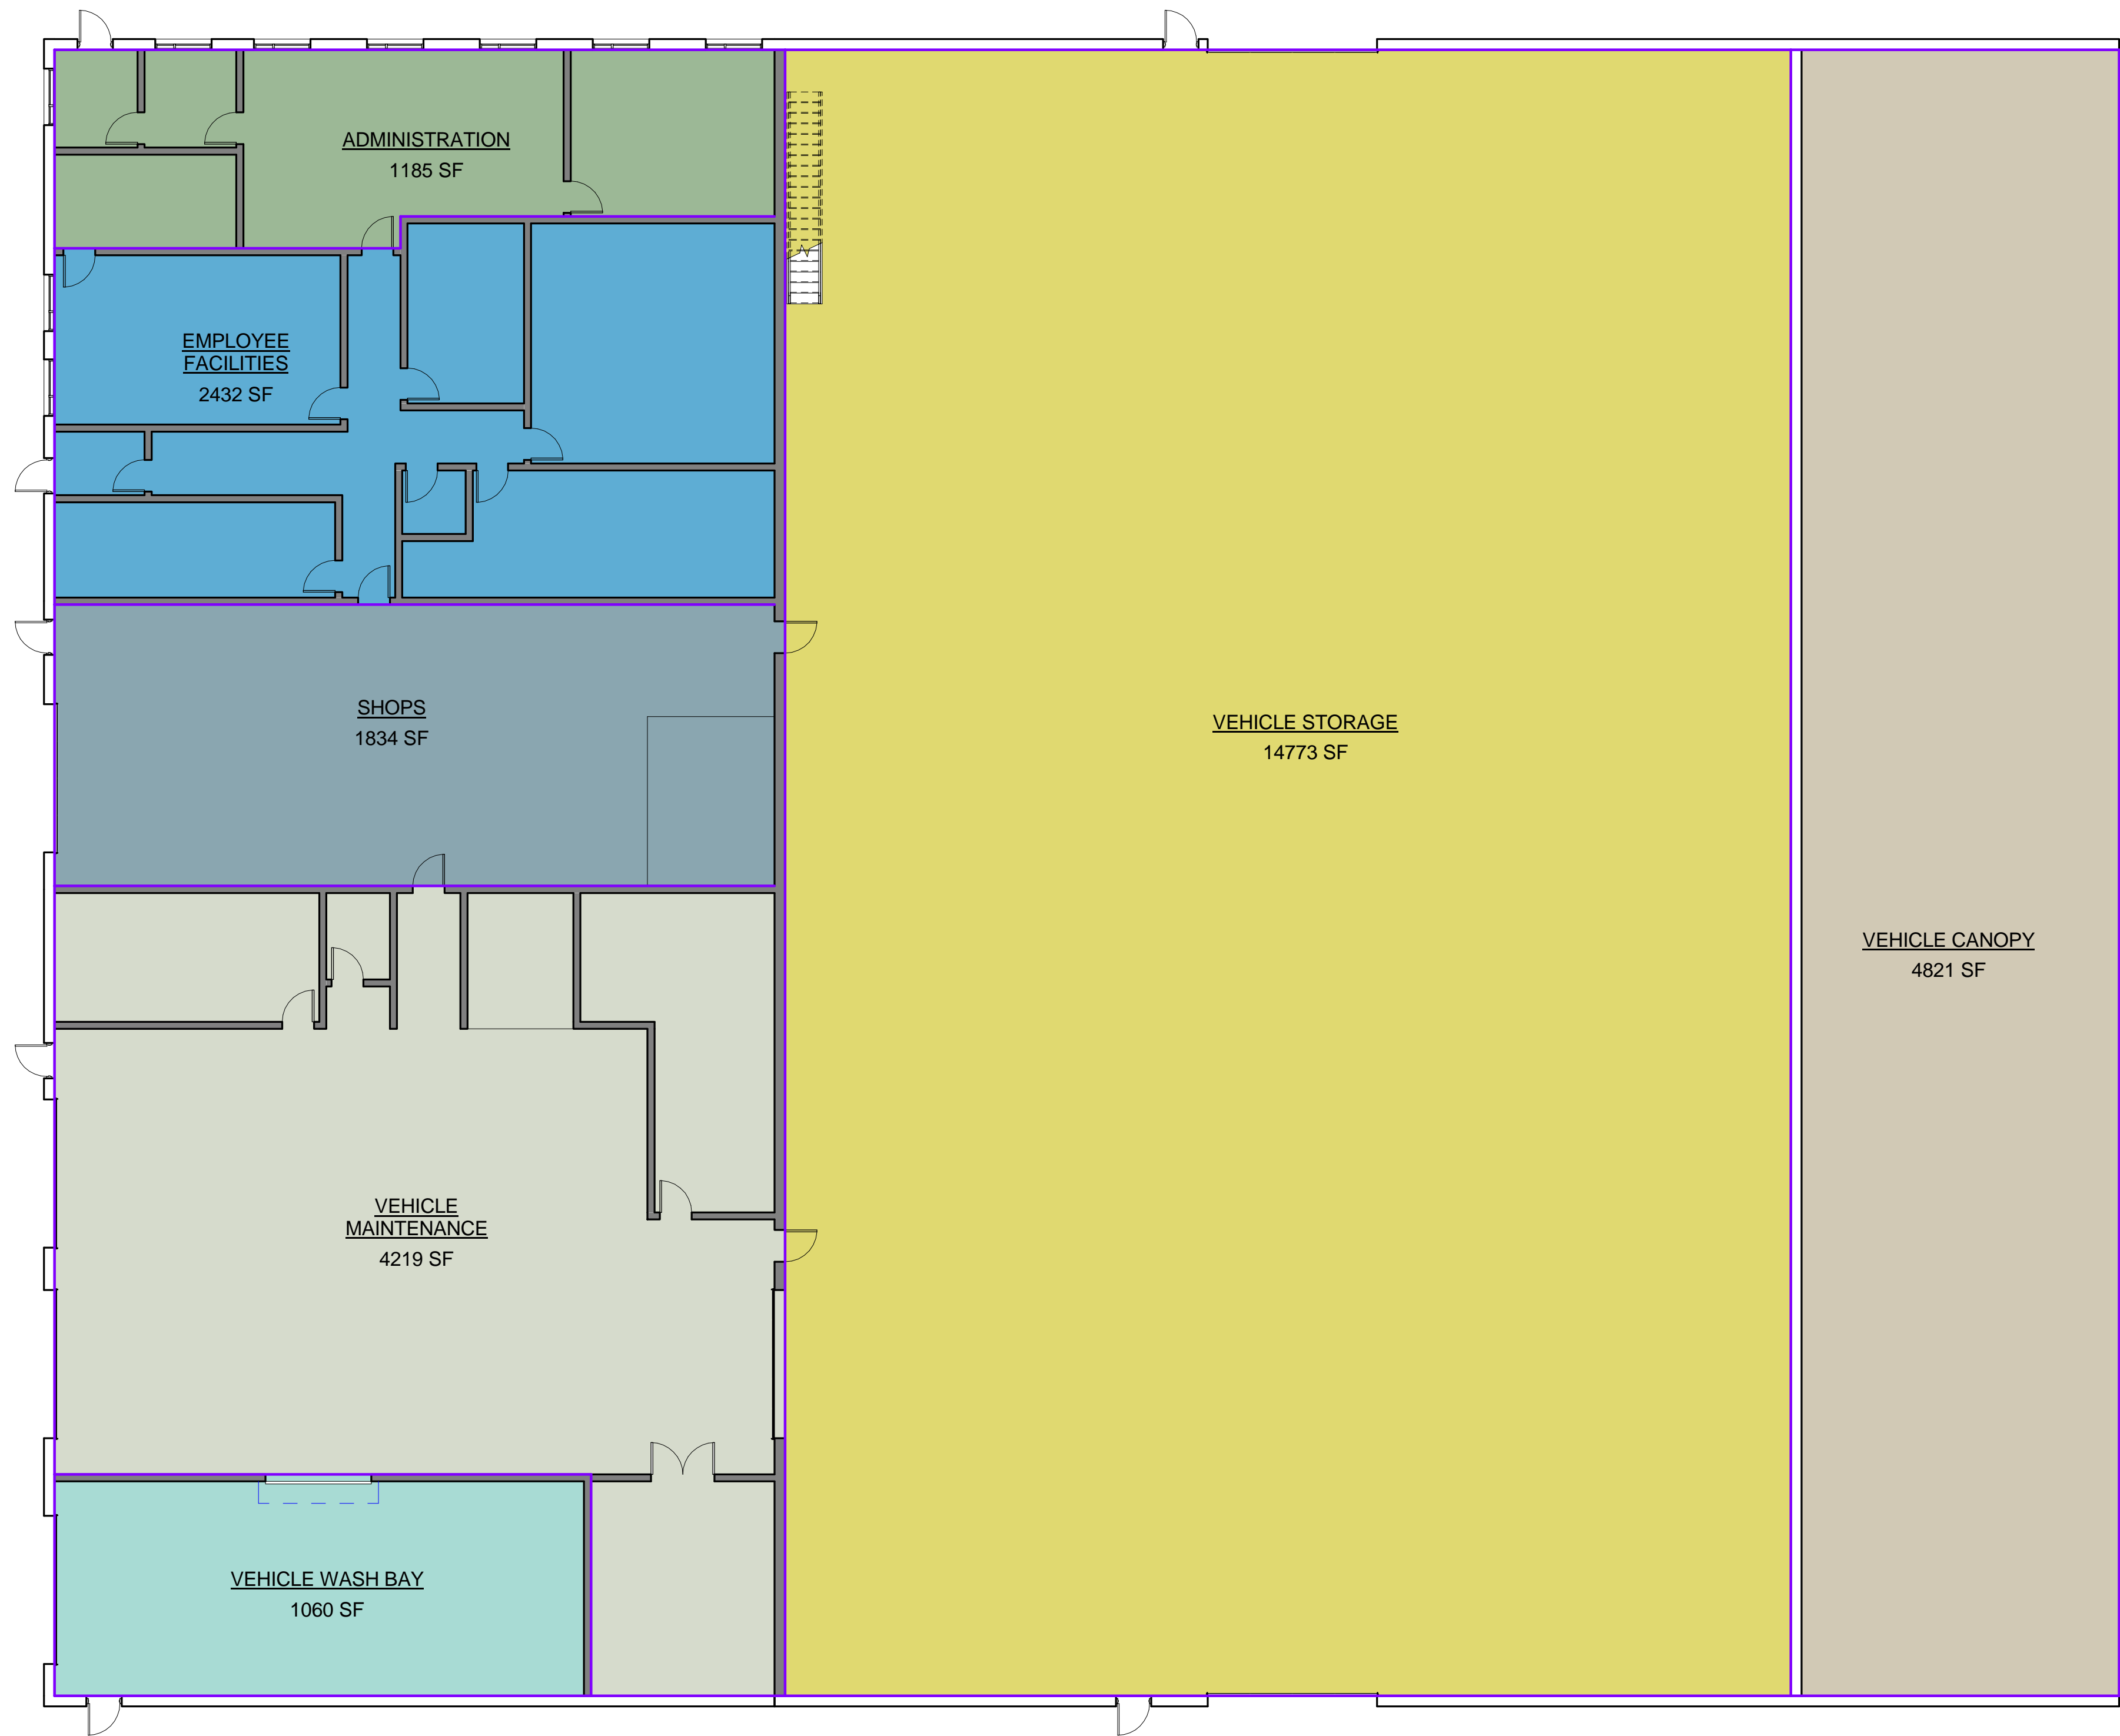 ADMINISTRATION
1185 SF
EMPLOYEE
FACILITIES
2432 SF
SHOPS
1834 SF
VEHICLE STORAGE
14773 SF
VEHICLE CANOPY
4821 SF
VEHICLE
MAINTENANCE
4219 SF
VEHICLE WASH BAY
1060 SF